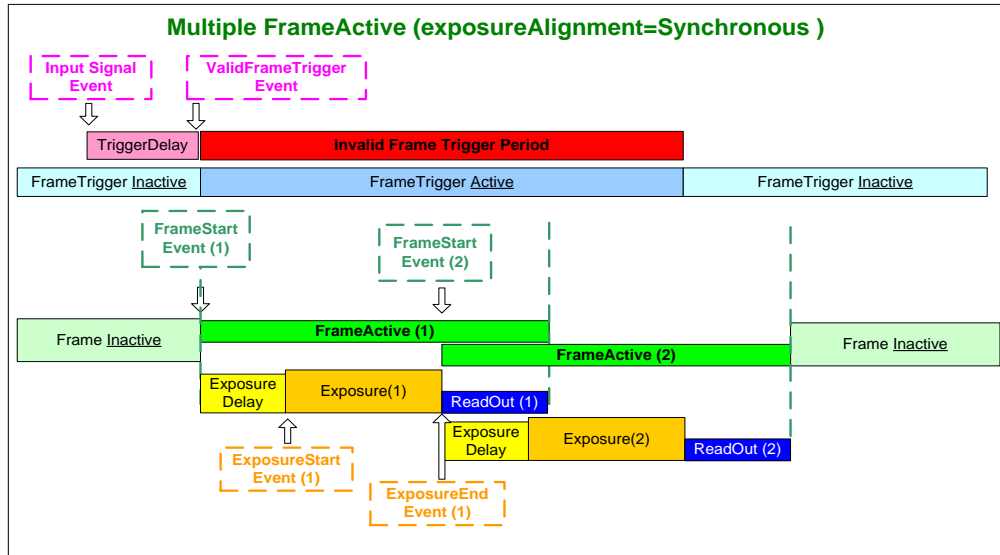 Multiple FrameActive (exposureAlignment=Synchronous )
Input Signal
Event
ValidFrameTrigger
Event
TriggerDelay
Invalid Frame Trigger Period
FrameTrigger Inactive
FrameTrigger Active
FrameTrigger Inactive
FrameStart
Event (1)
FrameStart
Event (2)
Frame Inactive
FrameActive (1)
FrameActive (2)
Frame Inactive
Exposure
Delay
Exposure(1)
ReadOut (1)
Exposure
Delay
Exposure(2)
ReadOut (2)
ExposureStart
Event (1)
ExposureEnd
Event (1)